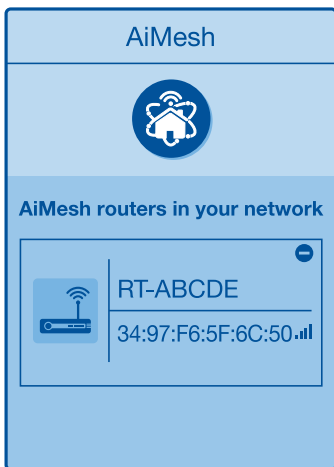 AiMesh
AiMesh routers in your network
RT-ABCDE
34:97:F6:5F:6C:50